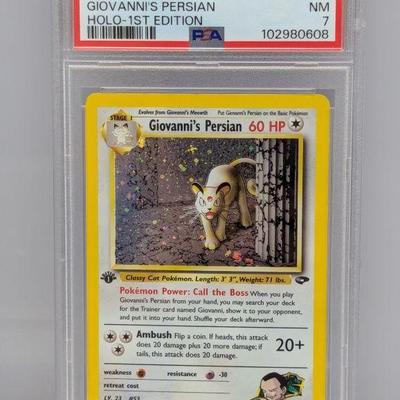 GIOVANNI'S PERSIAN NM
HOLO-1ST EDITION 7
PSA 102980608
STAGE 1
Evolves from Giovanni's Meowth Put Giovanni's Persian on the Basic Pokémon
Giovanni's Persian 60 HP
Classy Cat Pokémon. Length: 3' 3", Weight: 71 lbs.
Pokémon Power: Call the Boss When you play
Giovanni's Persian from your hand, you may search your deck
for the Trainer card named Giovanni, show it to your opponent,
and put it into your hand. Shuffle your deck afterward.
Ambush Flip a coin. If heads, this attack
does 20 damage plus 20 more damage; if
tails, this attack does 20 damage.
20+
weakness resistance -30
retreat cost
LV. 23 #53